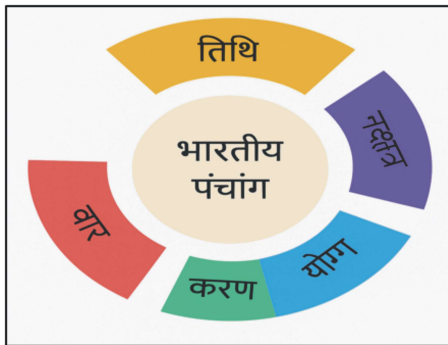 तिथि
नक्षत्र
भारतीय
पंचांग
वार
करण
योग्ग